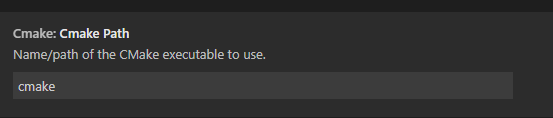 Cmake: Cmake Path
Name/path of the CMake executable to use.
cmake